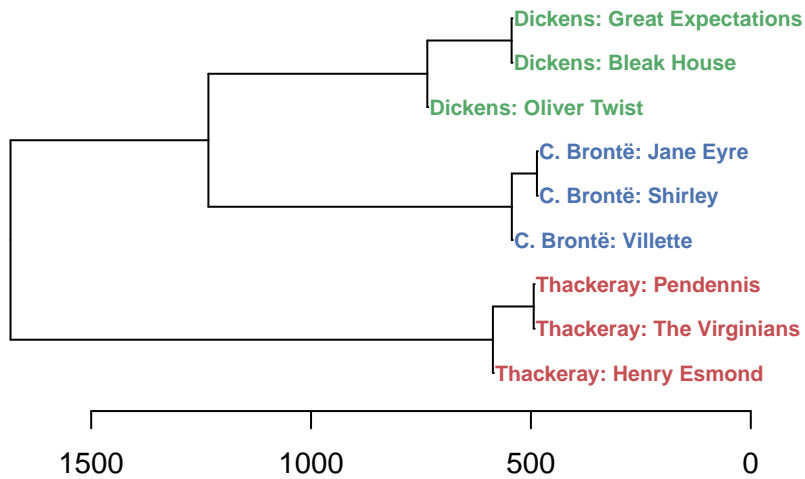 Dickens: Great Expectations
Dickens: Bleak House
Dickens: Oliver Twist
C. Brontë: Jane Eyre
C. Brontë: Shirley
C. Brontë: Villette
Thackeray: Pendennis
Thackeray: The Virginians
Thackeray: Henry Esmond
1500 1000 500 0